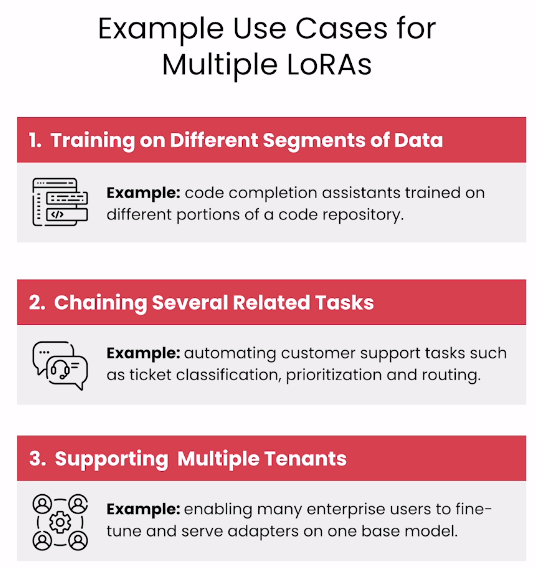 Example Use Cases for
Multiple LoRAs
1. Training on Different Segments of Data
Example: code completion assistants trained on
different portions of a code repository.
2. Chaining Several Related Tasks
Example: automating customer support tasks such
as ticket classification, prioritization and routing.
3. Supporting Multiple Tenants
Example: enabling many enterprise users to fine-
tune and serve adapters on one base model.